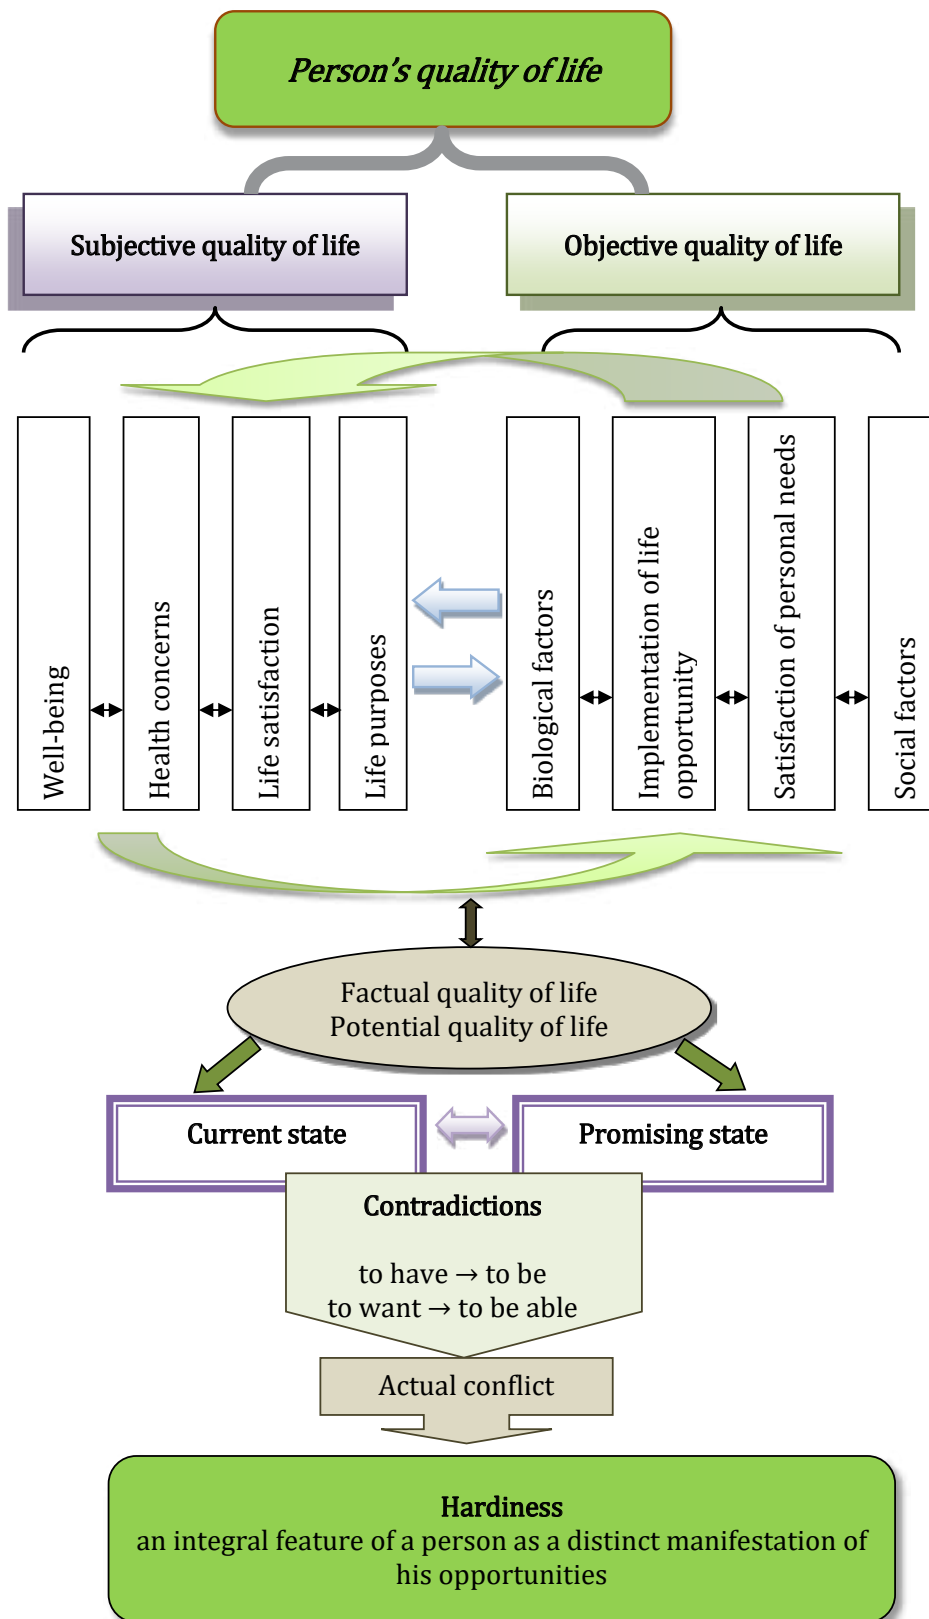 Person's quality of life
Subjective quality of life
Objective quality of life
Well-being
Health concerns
Life satisfaction
Life purposes
Biological factors
Implementation of life
opportunity
Satisfaction of personal needs
Social factors
Factual quality of life
Potential quality of life
Current state
Promising state
Contradictions
to have → to be
to want → to be able
Actual conflict
Hardiness
an integral feature of a person as a distinct manifestation of
his opportunities